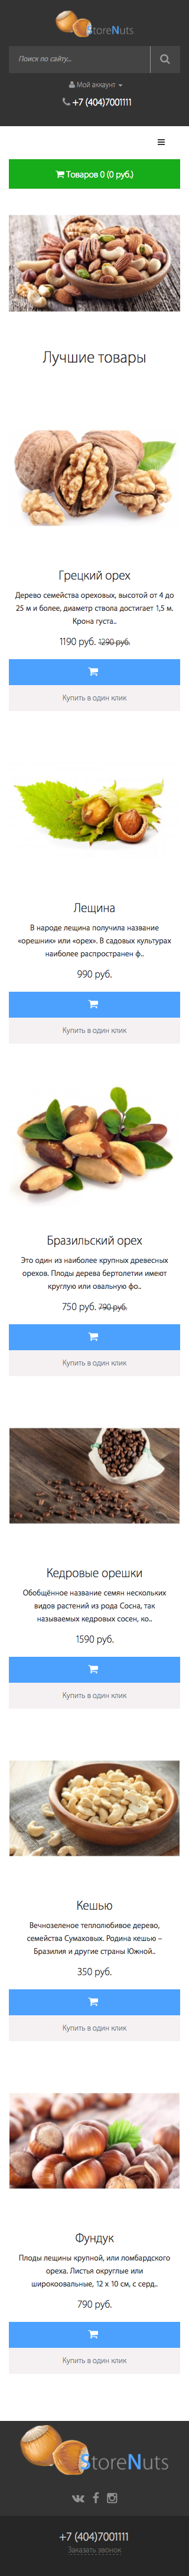 StoreNuts
Поиск по сайту...
Мой аккаунт
+7 (404)7001111
Товаров 0 (0 руб.)
Лучшие товары
Грецкий орех
Дерево семейства ореховых, высотой от 4 до
25 м и более, диаметр ствола достигает 1,5 м.
Крона густа..
1190 руб. 1290 руб.
Купить в один клик
Лещина
В народе лещина получила название
«орешник» или «орех». В садовых культурах
наиболее распространен ф..
990 руб.
Купить в один клик
Бразильский орех
Это один из наиболее крупных древесных
орехов. Плоды дерева бертолетии имеют
круглую или овальную фо..
750 руб. 790 руб.
Купить в один клик
Кедровые орешки
Обобщённое название семян нескольких
видов растений из рода Сосна, так
называемых кедровых сосен, ко..
1590 руб.
Купить в один клик
Кешью
Вечнозеленое теплолюбивое дерево,
семейства Сумаховых. Родина кешью –
Бразилия и другие страны Южной..
350 руб.
Купить в один клик
Фундук
Плоды лещины крупной, или ломбардского
ореха. Листья округлые или
широкоовальные, 12 х 10 см, с серд..
790 руб.
Купить в один клик
StoreNuts
+7 (404)7001111
Заказать звонок